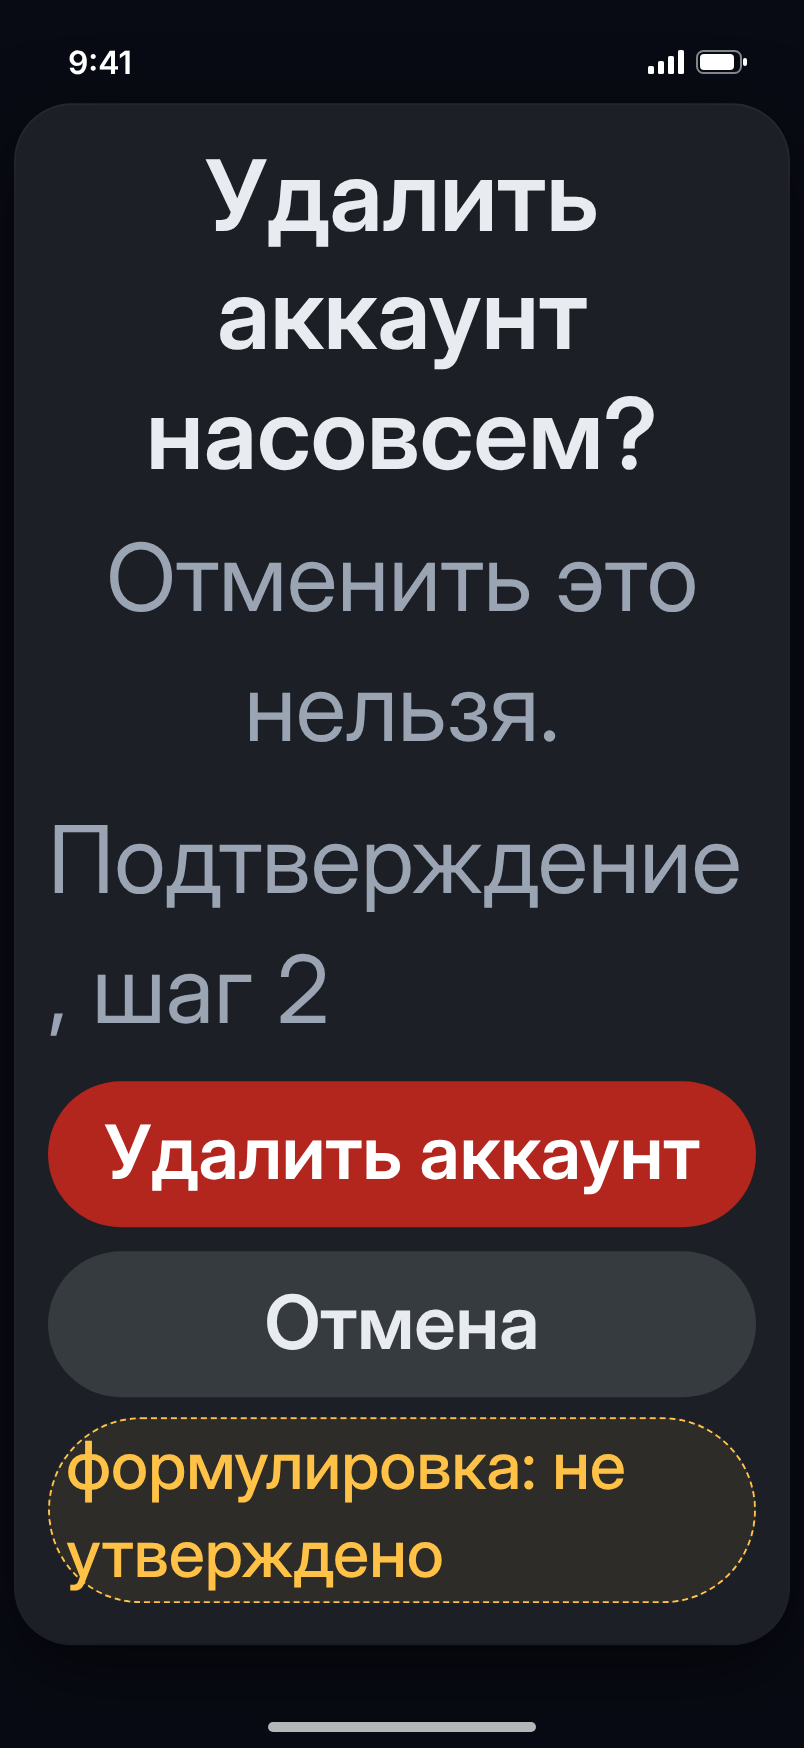 9:41
Удалить
аккаунт
насовсем?
Отменить это
нельзя.
Подтверждение
, шаг 2
Удалить аккаунт
Отмена
формулировка: не
утверждено